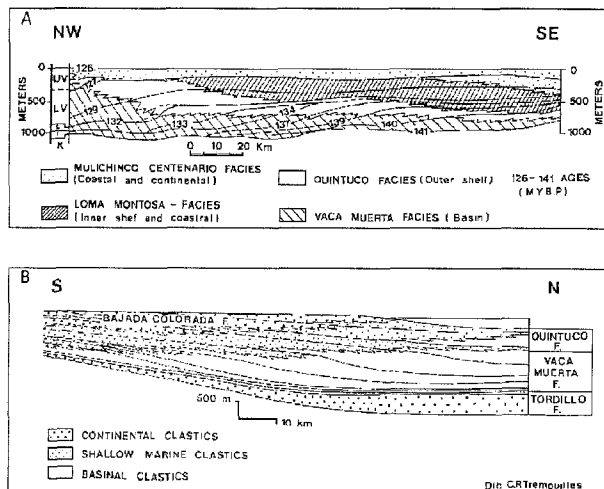 A
NW
SE
0
500
1000
METERS
UV
LV
K
126
127
129
132
133
134
137
139
140
141
0 10 20 Km
0
500
1000
METERS
MULICHINCO CENTENARIO FACIES
(Coastal and continental)
LOMA MONTOSA - FACIES
(Inner shelf and coastral)
QUINTUCO FACIES (Outer shelf)
VACA MUERTA FACIES (Basin)
126-141 AGES
(M.Y.B.P)
B
S
N
BAJADA COLORADA F.
QUINTUCO
F.
VACA
MUERTA
F.
TORDILLO
F.
500 m
10 km
CONTINENTAL CLASTICS
SHALLOW MARINE CLASTICS
BASINAL CLASTICS
Dib. C.R.Tremouilles